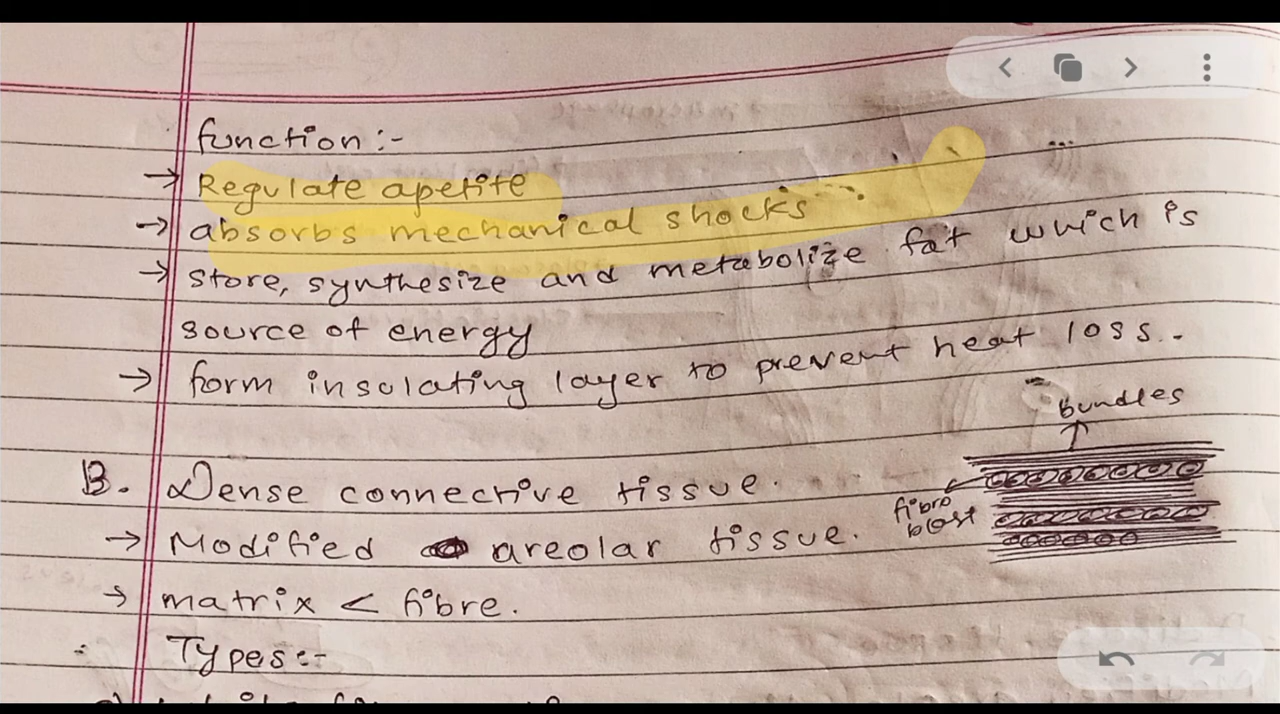 function :-
→ Regulate apetite
→ absorbs mechanical shocks
→ store, synthesize and metabolize fat which is
source of energy
→ form insulating layer to prevent heat loss.
Bundles
B. Dense connective tissue.
fibro
blast
→ Modified areolar tissue.
→ matrix < fibre.
Types :-